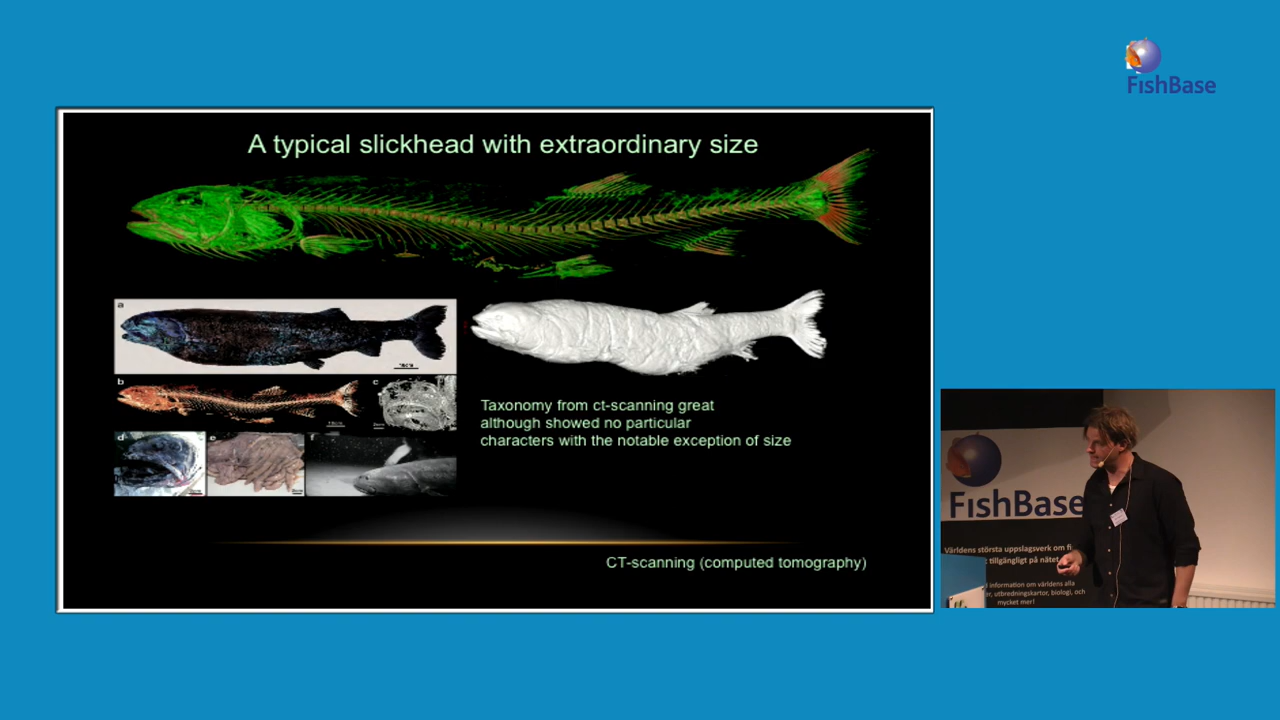 FishBase
A typical slickhead with extraordinary size
a
b
c
d
e
f
Taxonomy from ct-scanning great
although showed no particular
characters with the notable exception of size
CT-scanning (computed tomography)
FishBase
Världens största uppslagsverk om
tillgängligt på nätet
information om världens alla
utbredningskartor, biologi, och
mycket mer!